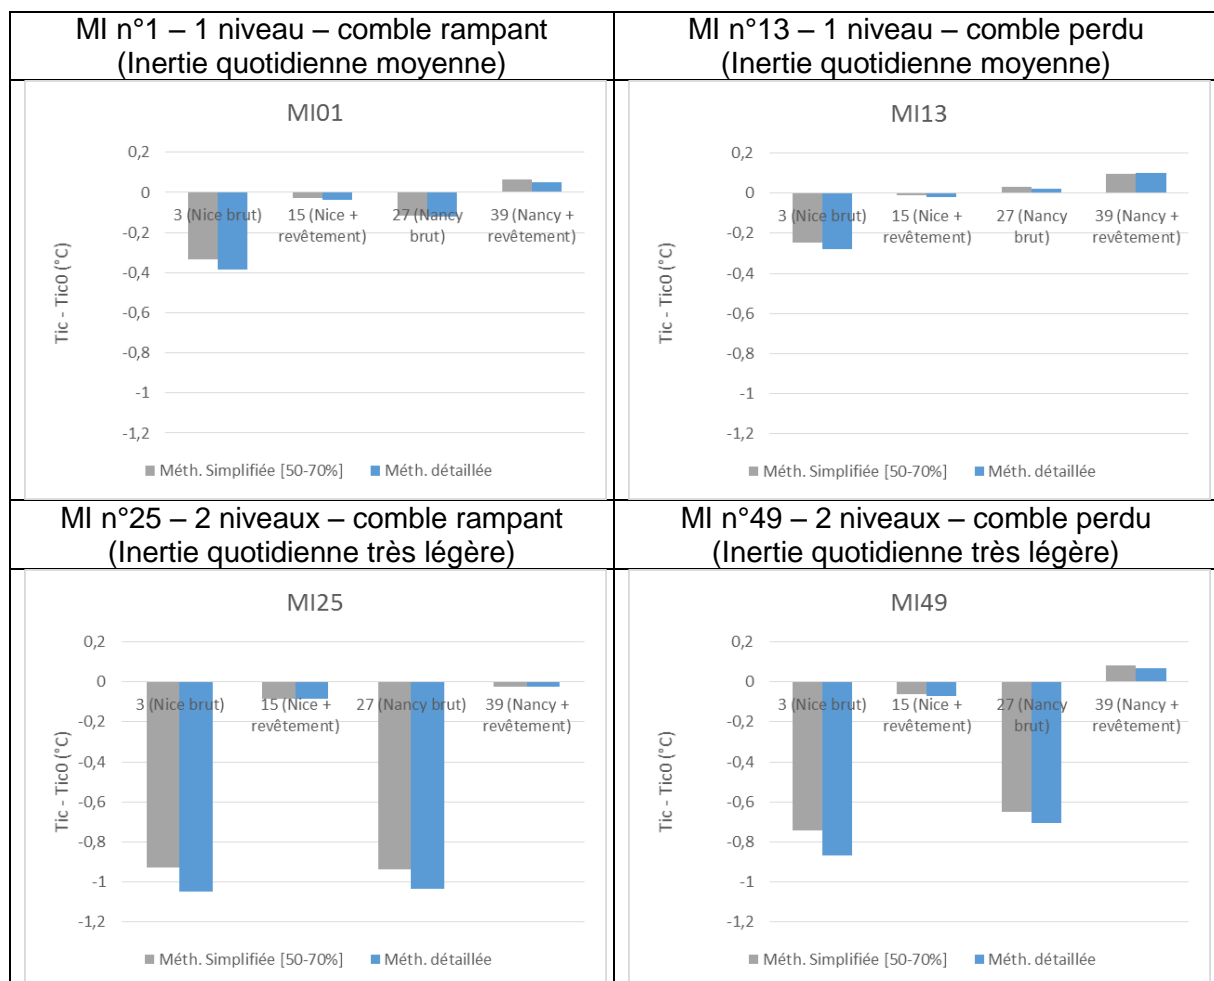 MI n°1 – 1 niveau – comble rampant
(Inertie quotidienne moyenne)
MI01
0,2
0
-0,2
-0,4
-0,6
-0,8
-1
-1,2
Tic - Tic0 (°C)
3 (Nice brut)
15 (Nice +
revêtement)
27 (Nancy
brut)
39 (Nancy +
revêtement)
Méth. Simplifiée [50-70%]
Méth. détaillée
MI n°13 – 1 niveau – comble perdu
(Inertie quotidienne moyenne)
MI13
0,2
0
-0,2
-0,4
-0,6
-0,8
-1
-1,2
Tic - Tic0 (°C)
3 (Nice brut)
15 (Nice +
revêtement)
27 (Nancy
brut)
39 (Nancy +
revêtement)
Méth. Simplifiée [50-70%]
Méth. détaillée
MI n°25 – 2 niveaux – comble rampant
(Inertie quotidienne très légère)
MI25
0,2
0
-0,2
-0,4
-0,6
-0,8
-1
-1,2
Tic - Tic0 (°C)
3 (Nice brut)
15 (Nice +
revêtement)
27 (Nancy brut)
39 (Nancy +
revêtement)
Méth. Simplifiée [50-70%]
Méth. détaillée
MI n°49 – 2 niveaux – comble perdu
(Inertie quotidienne très légère)
MI49
0,2
0
-0,2
-0,4
-0,6
-0,8
-1
-1,2
Tic - Tic0 (°C)
3 (Nice brut)
15 (Nice +
revêtement)
27 (Nancy
brut)
39 (Nancy +
revêtement)
Méth. Simplifiée [50-70%]
Méth. détaillée